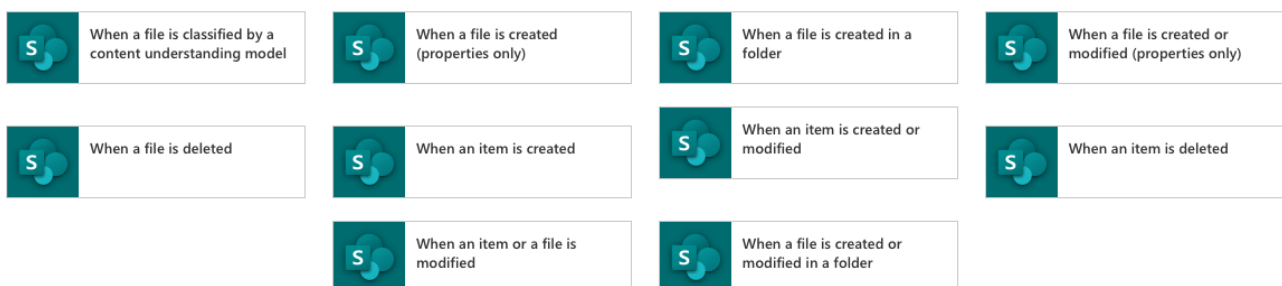 When a file is classified by a
content understanding model
When a file is created
(properties only)
When a file is created in a
folder
When a file is created or
modified (properties only)
When a file is deleted
When an item is created
When an item is created or
modified
When an item is deleted
When an item or a file is
modified
When a file is created or
modified in a folder
S
S
S
S
S
S
S
S
S
S